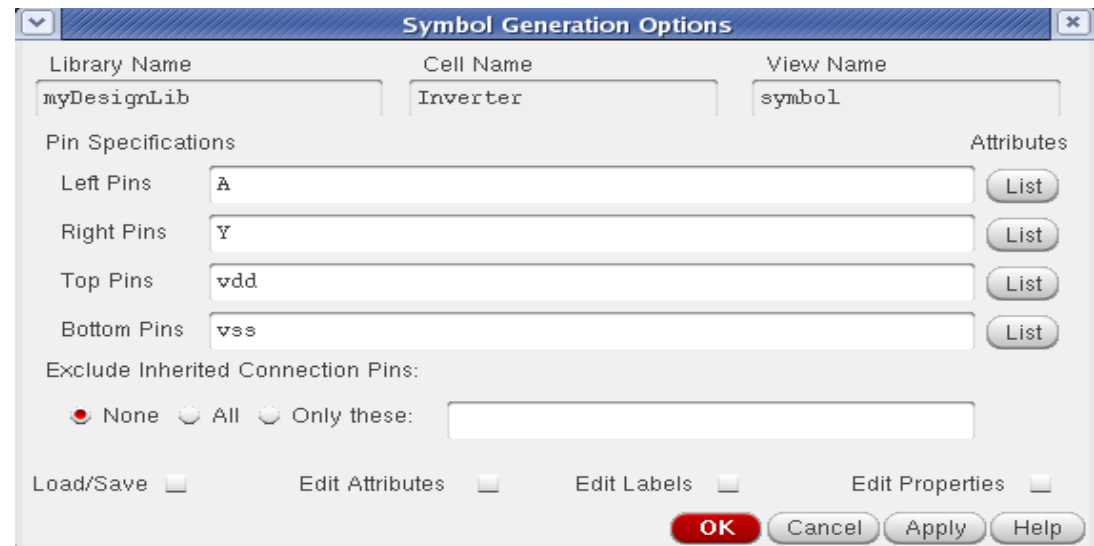 Symbol Generation Options
Library Name Cell Name View Name
myDesignLib Inverter symbol
Pin Specifications Attributes
Left Pins A List
Right Pins Y List
Top Pins vdd List
Bottom Pins vss List
Exclude Inherited Connection Pins:
None All Only these:
Load/Save Edit Attributes Edit Labels Edit Properties
OK Cancel Apply Help